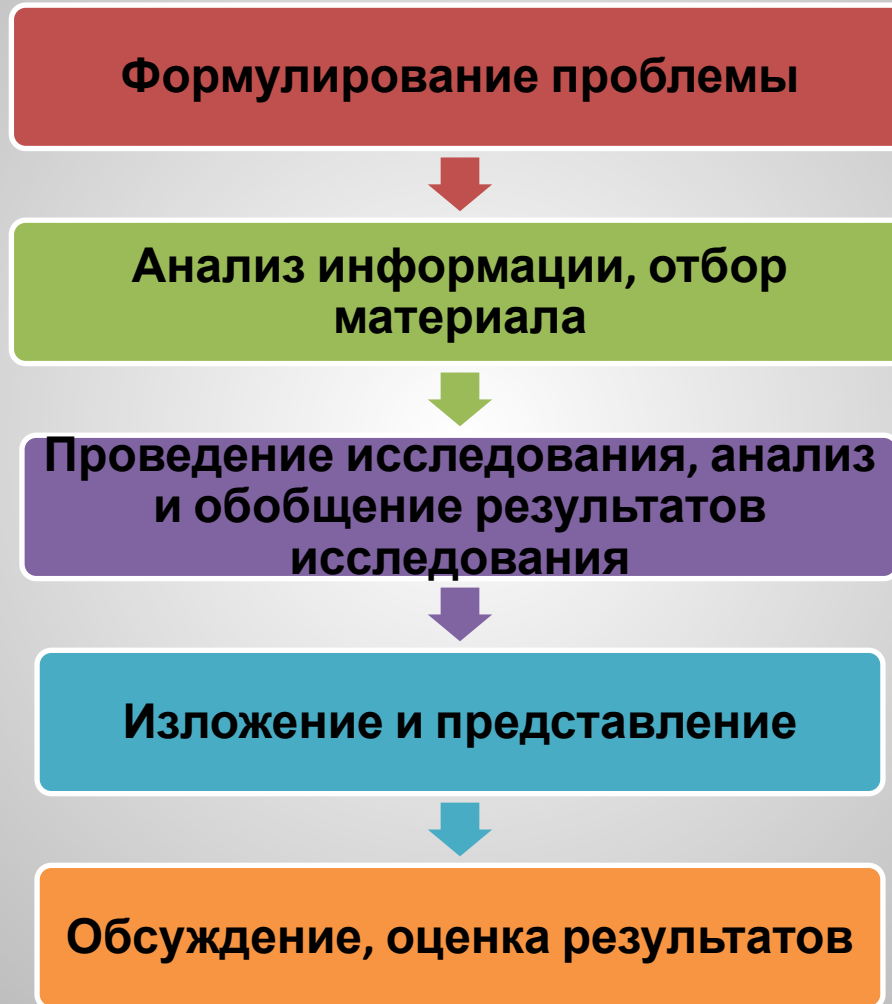 Формулирование проблемы
Анализ информации, отбор
материала
Проведение исследования, анализ
и обобщение результатов
исследования
Изложение и представление
Обсуждение, оценка результатов